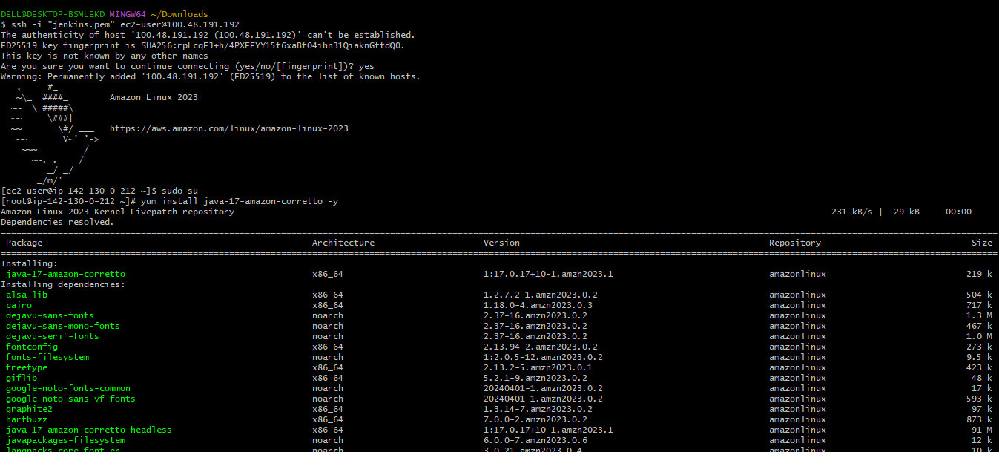 DELL@DESKTOP-BSMLEKD MINGW64 ~/Downloads
$ ssh -i "jenkins.pem" ec2-user@100.48.191.192
The authenticity of host '100.48.191.192 (100.48.191.192)' can't be established.
ED25519 key fingerprint is SHA256:rpLcqFJ+h/4PXEFYY15t6xaBfO4ihn31QiaknGttdQ0.
This key is not known by any other names
Are you sure you want to continue connecting (yes/no/[fingerprint])? yes
Warning: Permanently added '100.48.191.192' (ED25519) to the list of known hosts.
   ,     #_
   ~\_  ####_        Amazon Linux 2023
  ~~  \_#####\
  ~~     \###|
  ~~       \#/ ___   https://aws.amazon.com/linux/amazon-linux-2023
   ~~       V~' '->
    ~~~         /
      ~~._.   _/
         _/ _/
       _/m/'
[ec2-user@ip-142-130-0-212 ~]$ sudo su -
[root@ip-142-130-0-212 ~]# yum install java-17-amazon-corretto -y
Amazon Linux 2023 Kernel Livepatch repository 231 kB/s | 29 kB 00:00
Dependencies resolved.
Package Architecture Version Repository Size
Installing:
java-17-amazon-corretto x86_64 1:17.0.17+10-1.amzn2023.1 amazonlinux 219 k
Installing dependencies:
alsa-lib x86_64 1.2.7.2-1.amzn2023.0.2 amazonlinux 504 k
cairo x86_64 1.18.0-4.amzn2023.0.3 amazonlinux 717 k
dejavu-sans-fonts noarch 2.37-16.amzn2023.0.2 amazonlinux 1.3 M
dejavu-sans-mono-fonts noarch 2.37-16.amzn2023.0.2 amazonlinux 467 k
dejavu-serif-fonts noarch 2.37-16.amzn2023.0.2 amazonlinux 1.0 M
fontconfig x86_64 2.13.94-2.amzn2023.0.2 amazonlinux 273 k
fonts-filesystem noarch 1:2.0.5-12.amzn2023.0.2 amazonlinux 9.5 k
freetype x86_64 2.13.2-5.amzn2023.0.1 amazonlinux 423 k
giflib x86_64 5.2.1-9.amzn2023.0.2 amazonlinux 48 k
google-noto-fonts-common noarch 20240401-1.amzn2023.0.2 amazonlinux 17 k
google-noto-sans-vf-fonts noarch 20240401-1.amzn2023.0.2 amazonlinux 593 k
graphite2 x86_64 1.3.14-7.amzn2023.0.2 amazonlinux 97 k
harfbuzz x86_64 7.0.0-2.amzn2023.0.2 amazonlinux 873 k
java-17-amazon-corretto-headless x86_64 1:17.0.17+10-1.amzn2023.1 amazonlinux 91 M
javapackages-filesystem noarch 6.0.0-7.amzn2023.0.6 amazonlinux 12 k
langpacks-core-font-en noarch 3.0-21.amzn2023.0.4 amazonlinux 10 k